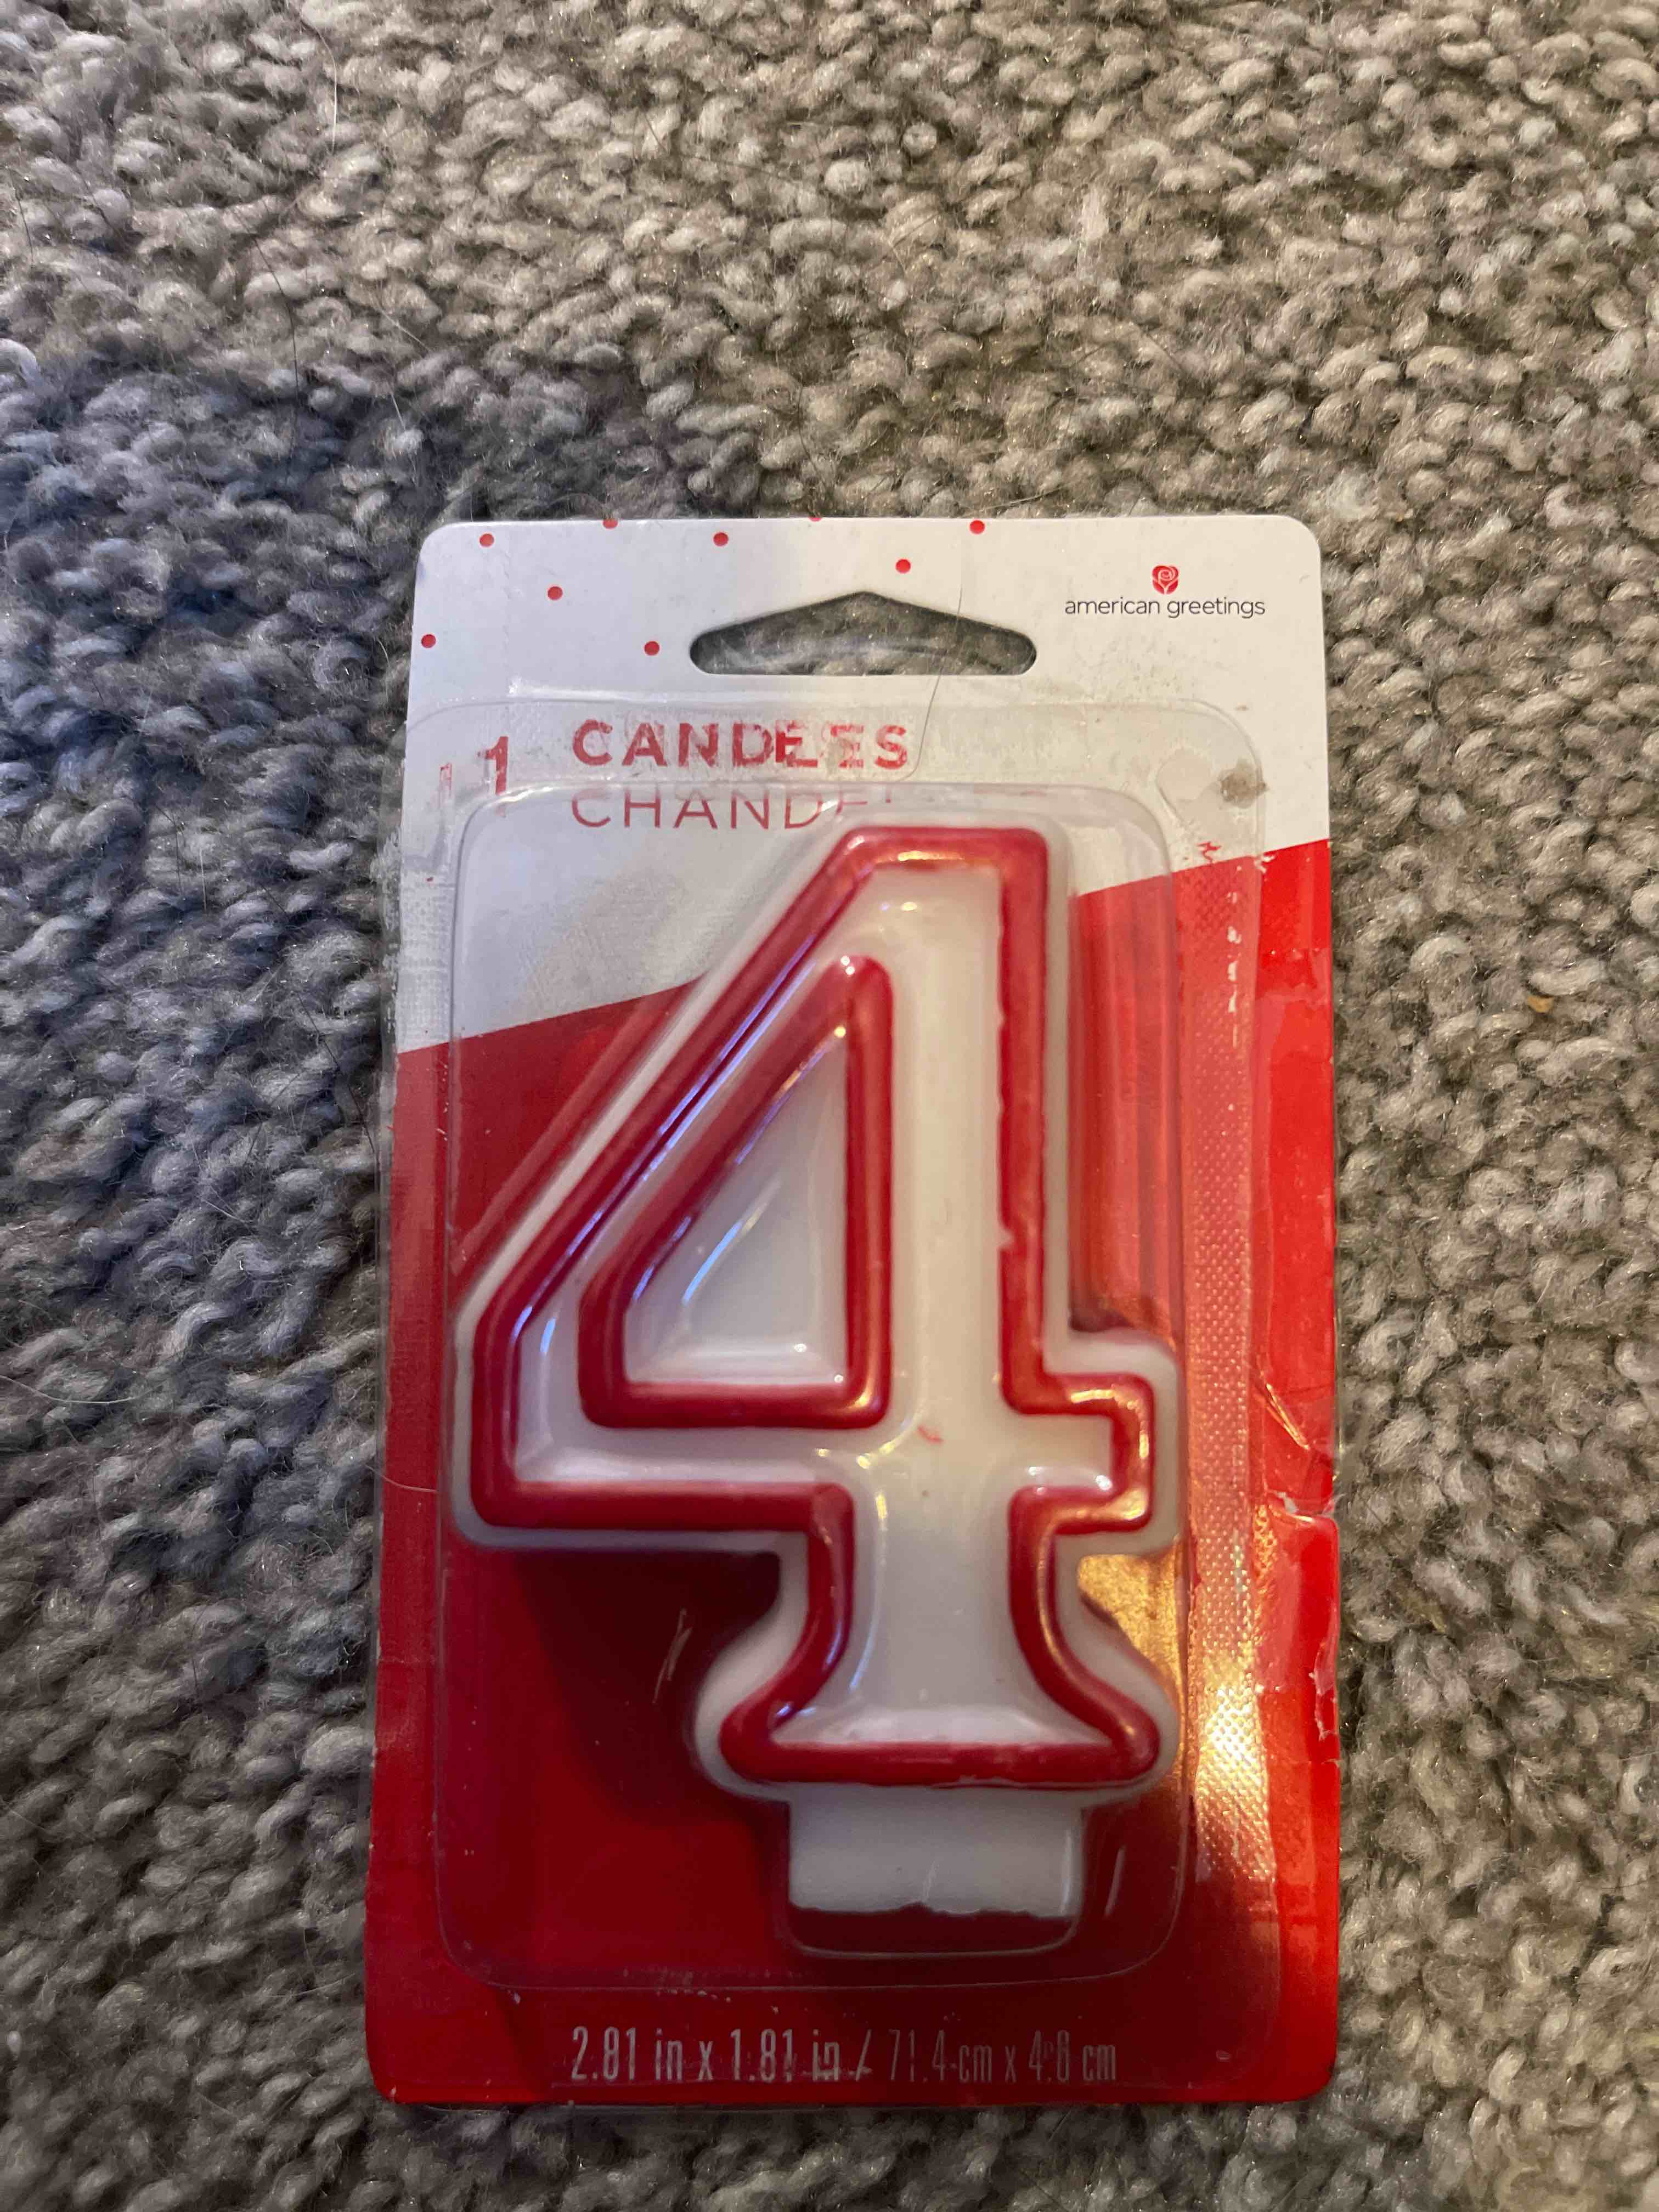 american greetings
1 CANDLES
CHANDE
4
2.81 in x 1.81 in / 71.4 cm x 4.6 cm